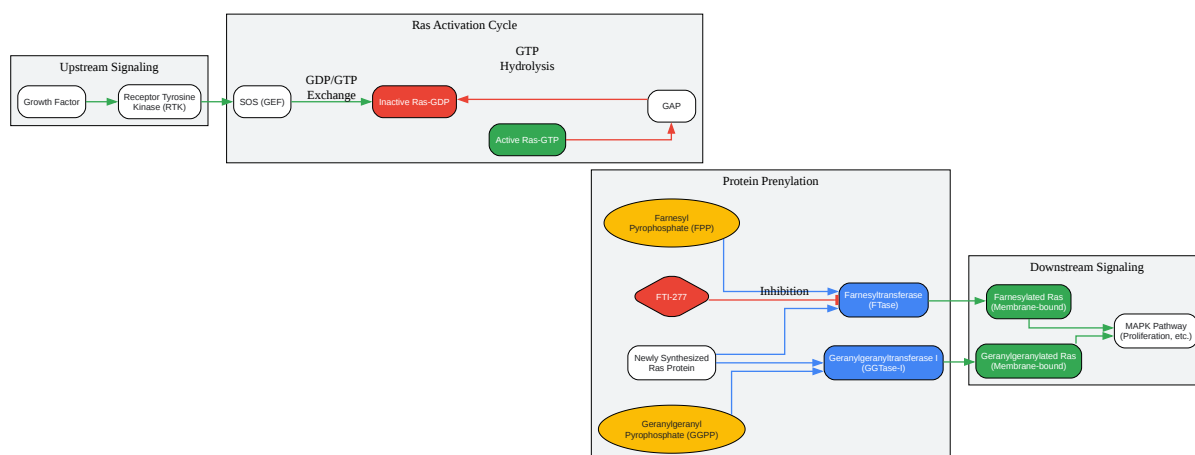 Ras Activation Cycle
GTP
Hydrolysis
Upstream Signaling
GDP/GTP
Exchange
Growth Factor
Receptor Tyrosine
Kinase (RTK)
SOS (GEF)
Inactive Ras-GDP
GAP
Active Ras-GTP
Protein Prenylation
Farnesyl
Pyrophosphate (FPP)
FTI-277
Inhibition
Farnesyltransferase
(FTase)
Newly Synthesized
Ras Protein
Geranylgeranyltransferase I
(GGTase-I)
Geranylgeranyl
Pyrophosphate (GGPP)
Downstream Signaling
Farnesylated Ras
(Membrane-bound)
MAPK Pathway
(Proliferation, etc.)
Geranylgeranylated Ras
(Membrane-bound)